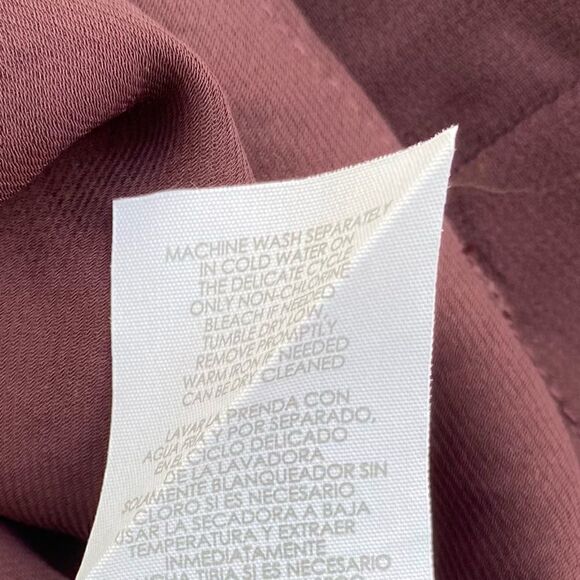 MACHINE WASH SEPARATELY
IN COLD WATER ON
THE DELICATE CYCLE
ONLY NON-CHLORINE
BLEACH IF NEEDED
TUMBLE DRY LOW.
REMOVE PROMPTLY
WARM IRON IF NEEDED
CAN BE DRY CLEANED
LAVAR LA PRENDA CON
AGUA FRIA Y POR SEPARADO,
EN EL CICLO DELICADO
DE LA LAVADORA
SOLAMENTE BLANQUEADOR SIN
CLORO SI ES NECESARIO
USAR LA SECADORA A BAJA
TEMPERATURA Y EXTRAER
INMEDIATAMENTE
TIBIA SI ES NECESARIO